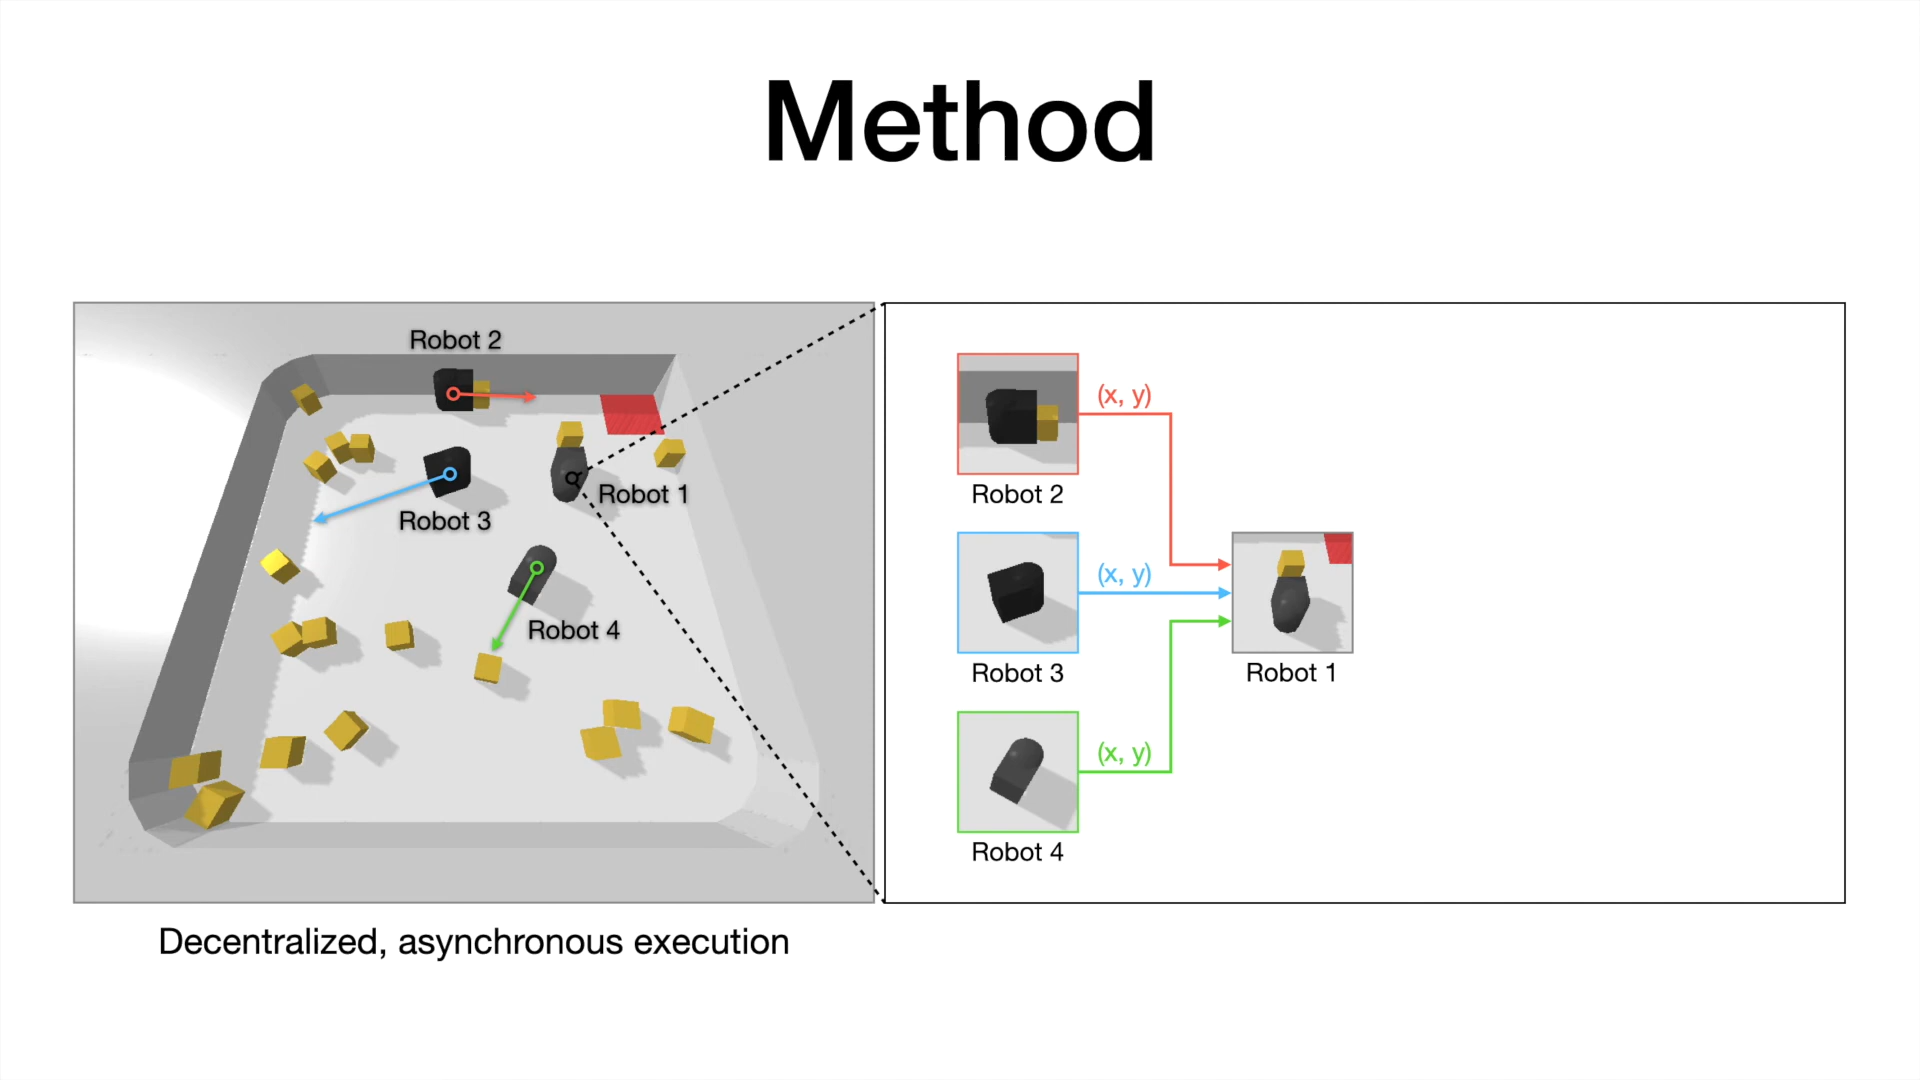 Method
Robot 2
Robot 1
Robot 3
Robot 4
Decentralized, asynchronous execution
(x, y)
Robot 2
(x, y)
Robot 3
Robot 1
(x, y)
Robot 4